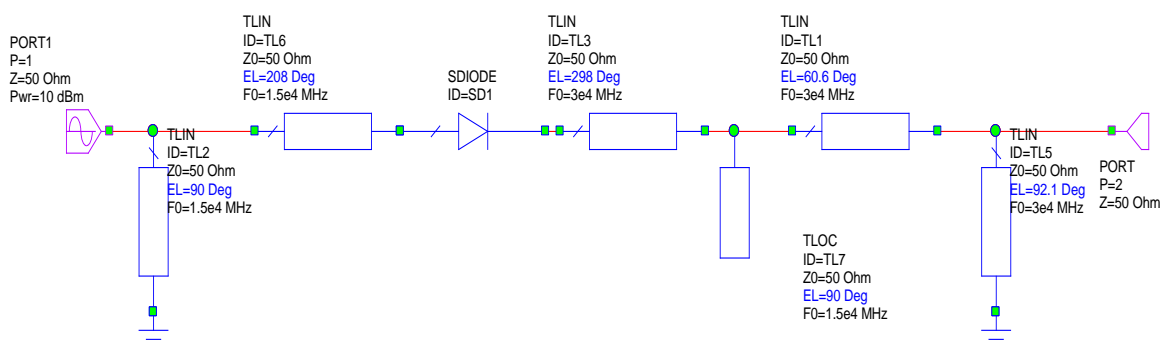 PORT1
P=1
Z=50 Ohm
Pwr=10 dBm
TLIN
ID=TL2
Z0=50 Ohm
EL=90 Deg
F0=1.5e4 MHz
TLIN
ID=TL6
Z0=50 Ohm
EL=208 Deg
F0=1.5e4 MHz
SDIODE
ID=SD1
TLIN
ID=TL3
Z0=50 Ohm
EL=298 Deg
F0=3e4 MHz
TLOC
ID=TL7
Z0=50 Ohm
EL=90 Deg
F0=1.5e4 MHz
TLIN
ID=TL1
Z0=50 Ohm
EL=60.6 Deg
F0=3e4 MHz
TLIN
ID=TL5
Z0=50 Ohm
EL=92.1 Deg
F0=3e4 MHz
PORT
P=2
Z=50 Ohm